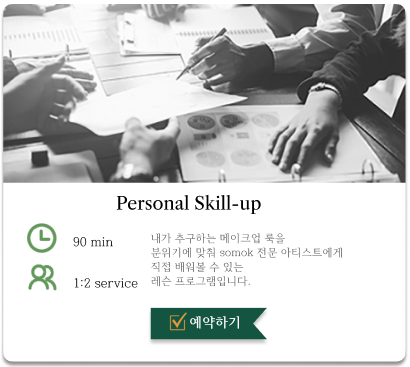 Personal Skill-up
90 min
1:2 service
내가 추구하는 메이크업 룩을
분위기에 맞춰 somok 전문 아티스트에게
직접 배워볼 수 있는
레슨 프로그램입니다.
예약하기